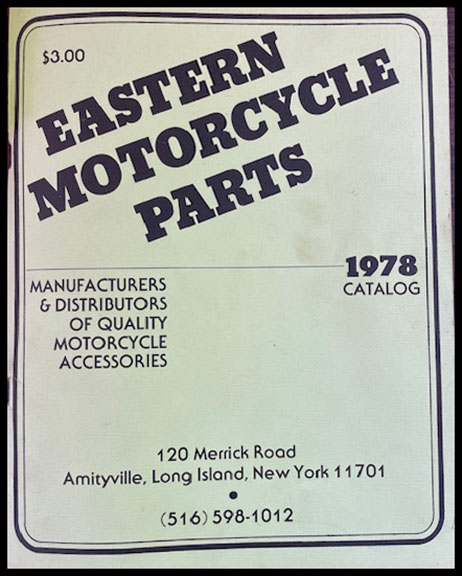 $3.00
EASTERN
MOTORCYCLE
PARTS
1978
CATALOG
MANUFACTURERS
& DISTRIBUTORS
OF QUALITY
MOTORCYCLE
ACCESSORIES
120 Merrick Road
Amityville, Long Island, New York 11701
•
(516) 598-1012